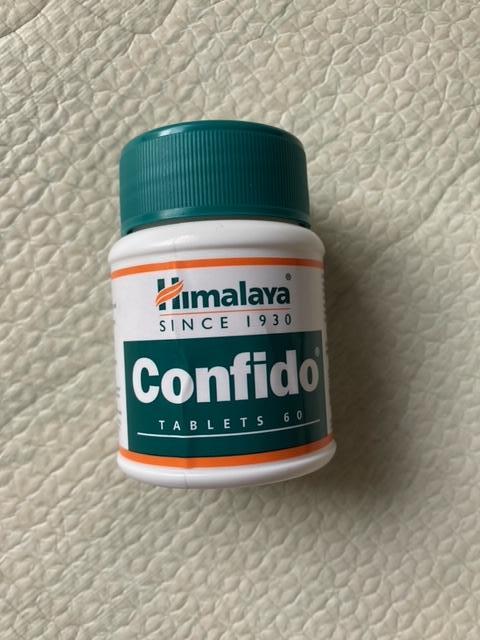 Himalaya®
SINCE 1930
Confido®
TABLETS 60